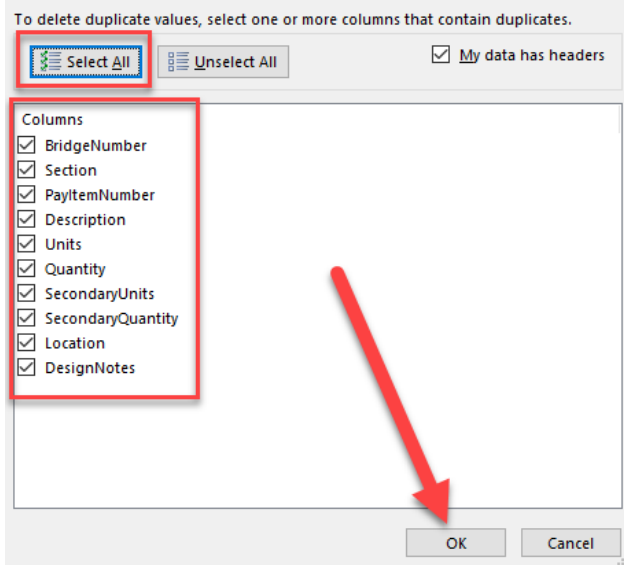 To delete duplicate values, select one or more columns that contain duplicates.
Select All
Unselect All
My data has headers
Columns
BridgeNumber
Section
PayItemNumber
Description
Units
Quantity
SecondaryUnits
SecondaryQuantity
Location
DesignNotes
OK
Cancel